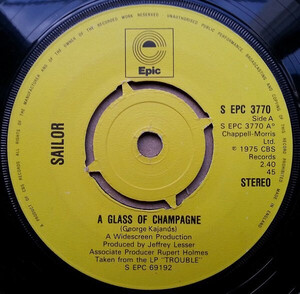 Epic
SAILOR
S EPC 3770
Side A
S EPC 3770 A
Chappell-Morris
Ltd.
℗ 1975 CBS
Records
2.40
45
STEREO
A GLASS OF CHAMPAGNE
(George Kajanos)
A Widescreen Production
Produced by Jeffrey Lesser
Associate Producer Rupert Holmes
Taken from the LP "TROUBLE"
S EPC 69192